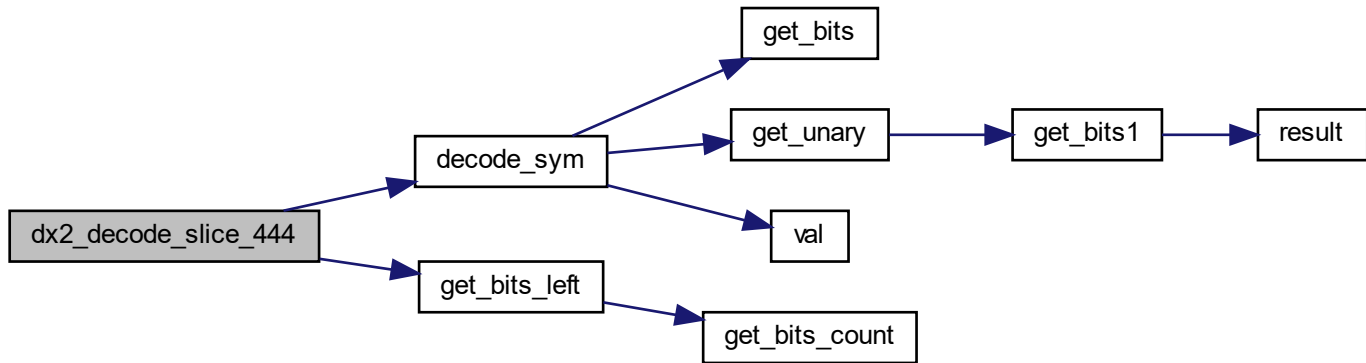 get_bits
get_unary
get_bits1
result
decode_sym
dx2_decode_slice_444
val
get_bits_left
get_bits_count